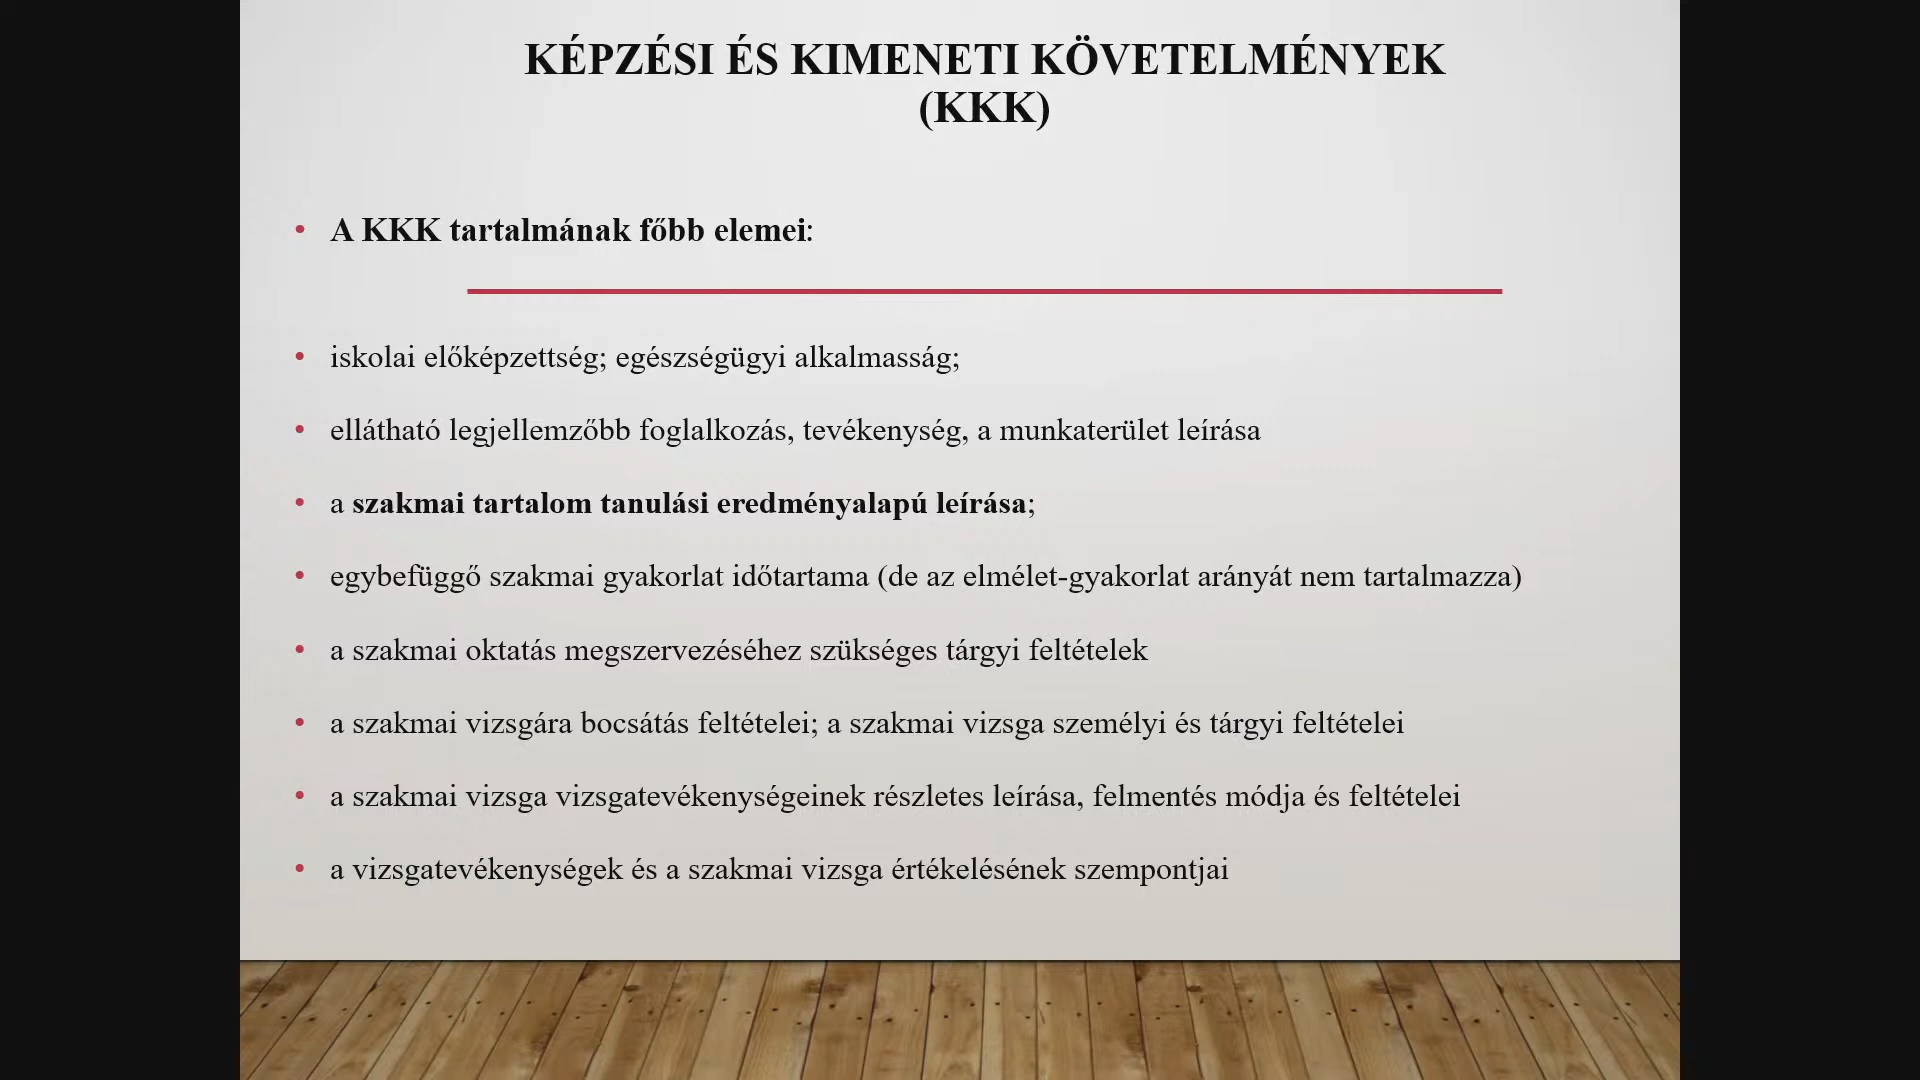 KÉPZÉSI ÉS KIMENETI KÖVETELMÉNYEK
(KKK)
• A KKK tartalmának főbb elemei:
• iskolai előképzettség; egészségügyi alkalmasság;
• ellátható legjellemzőbb foglalkozás, tevékenység, a munkaterület leírása
• a szakmai tartalom tanulási eredményalapú leírása;
• egybefüggő szakmai gyakorlat időtartama (de az elmélet-gyakorlat arányát nem tartalmazza)
• a szakmai oktatás megszervezéséhez szükséges tárgyi feltételek
• a szakmai vizsgára bocsátás feltételei; a szakmai vizsga személyi és tárgyi feltételei
• a szakmai vizsga vizsgatevékenységeinek részletes leírása, felmentés módja és feltételei
• a vizsgatevékenységek és a szakmai vizsga értékelésének szempontjai